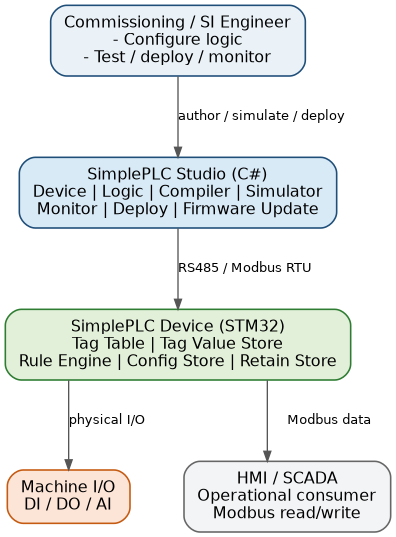 Commissioning / SI Engineer
- Configure logic
- Test / deploy / monitor
author / simulate / deploy
SimplePLC Studio (C#)
Device | Logic | Compiler | Simulator
Monitor | Deploy | Firmware Update
RS485 / Modbus RTU
SimplePLC Device (STM32)
Tag Table | Tag Value Store
Rule Engine | Config Store | Retain Store
physical I/O
Modbus data
Machine I/O
DI / DO / AI
HMI / SCADA
Operational consumer
Modbus read/write